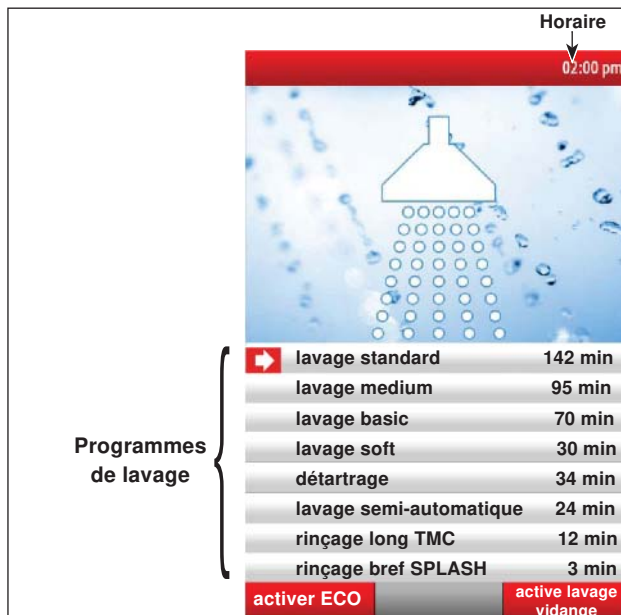 Horaire
02:00 pm
Programmes
de lavage
lavage standard 142 min
lavage medium 95 min
lavage basic 70 min
lavage soft 30 min
détartrage 34 min
lavage semi-automatique 24 min
rinçage long TMC 12 min
rinçage bref SPLASH 3 min
activer ECO
active lavage
vidange